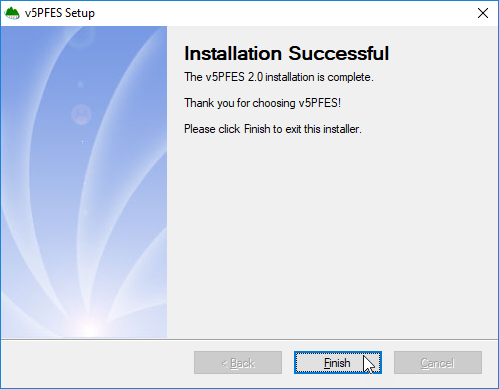 v5PFES Setup
Installation Successful
The v5PFES 2.0 installation is complete.
Thank you for choosing v5PFES!
Please click Finish to exit this installer.
< Back
Finish
Cancel